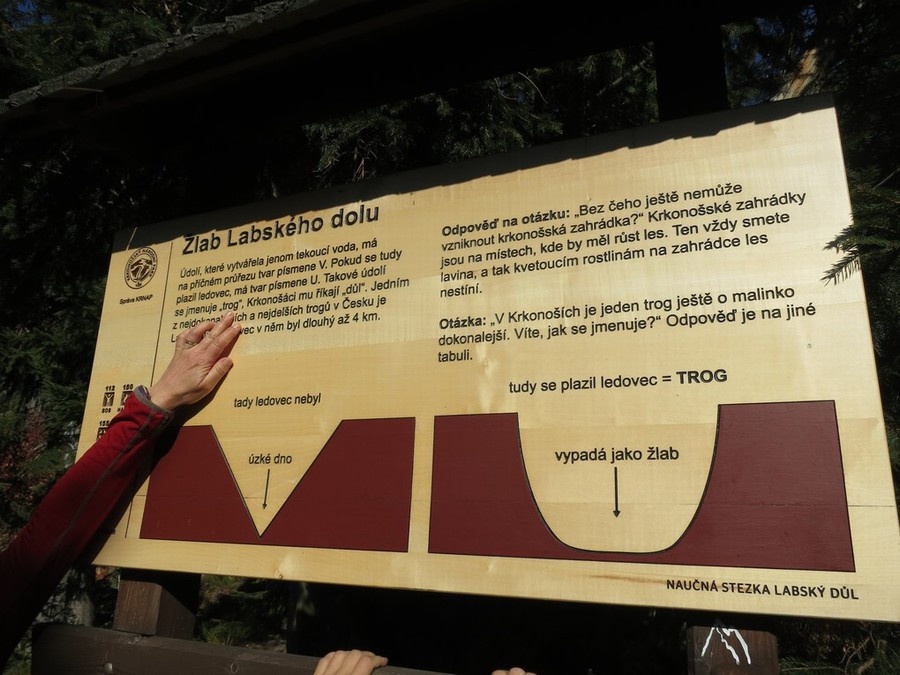 Žlab Labského dolu
Údolí, které vytvářela jenom tekoucí voda, má
na příčném průřezu tvar písmene V. Pokud se tudy
plazil ledovec, má tvar písmene U. Takové údolí
se jmenuje „trog“, Krkonošáci mu říkají „důl“. Jedním
z nejdokonalejších a nejdelších trogů v Česku je
ledovec v něm byl dlouhý až 4 km.
Správa KRNAP
Odpověď na otázku: „Bez čeho ještě nemůže
vzniknout krkonošská zahrádka?“ Krkonošské zahrádky
jsou na místech, kde by měl růst les. Ten vždy smete
lavina, a tak kvetoucím rostlinám na zahrádce les
nestíní.
Otázka: „V Krkonoších je jeden trog ještě o malinko
dokonalejší. Víte, jak se jmenuje?“ Odpověď je na jiné
tabuli.
112
150
tady ledovec nebyl
úzké dno
tudy se plazil ledovec = TROG
vypadá jako žlab
NAUČNÁ STEZKA LABSKÝ DŮL